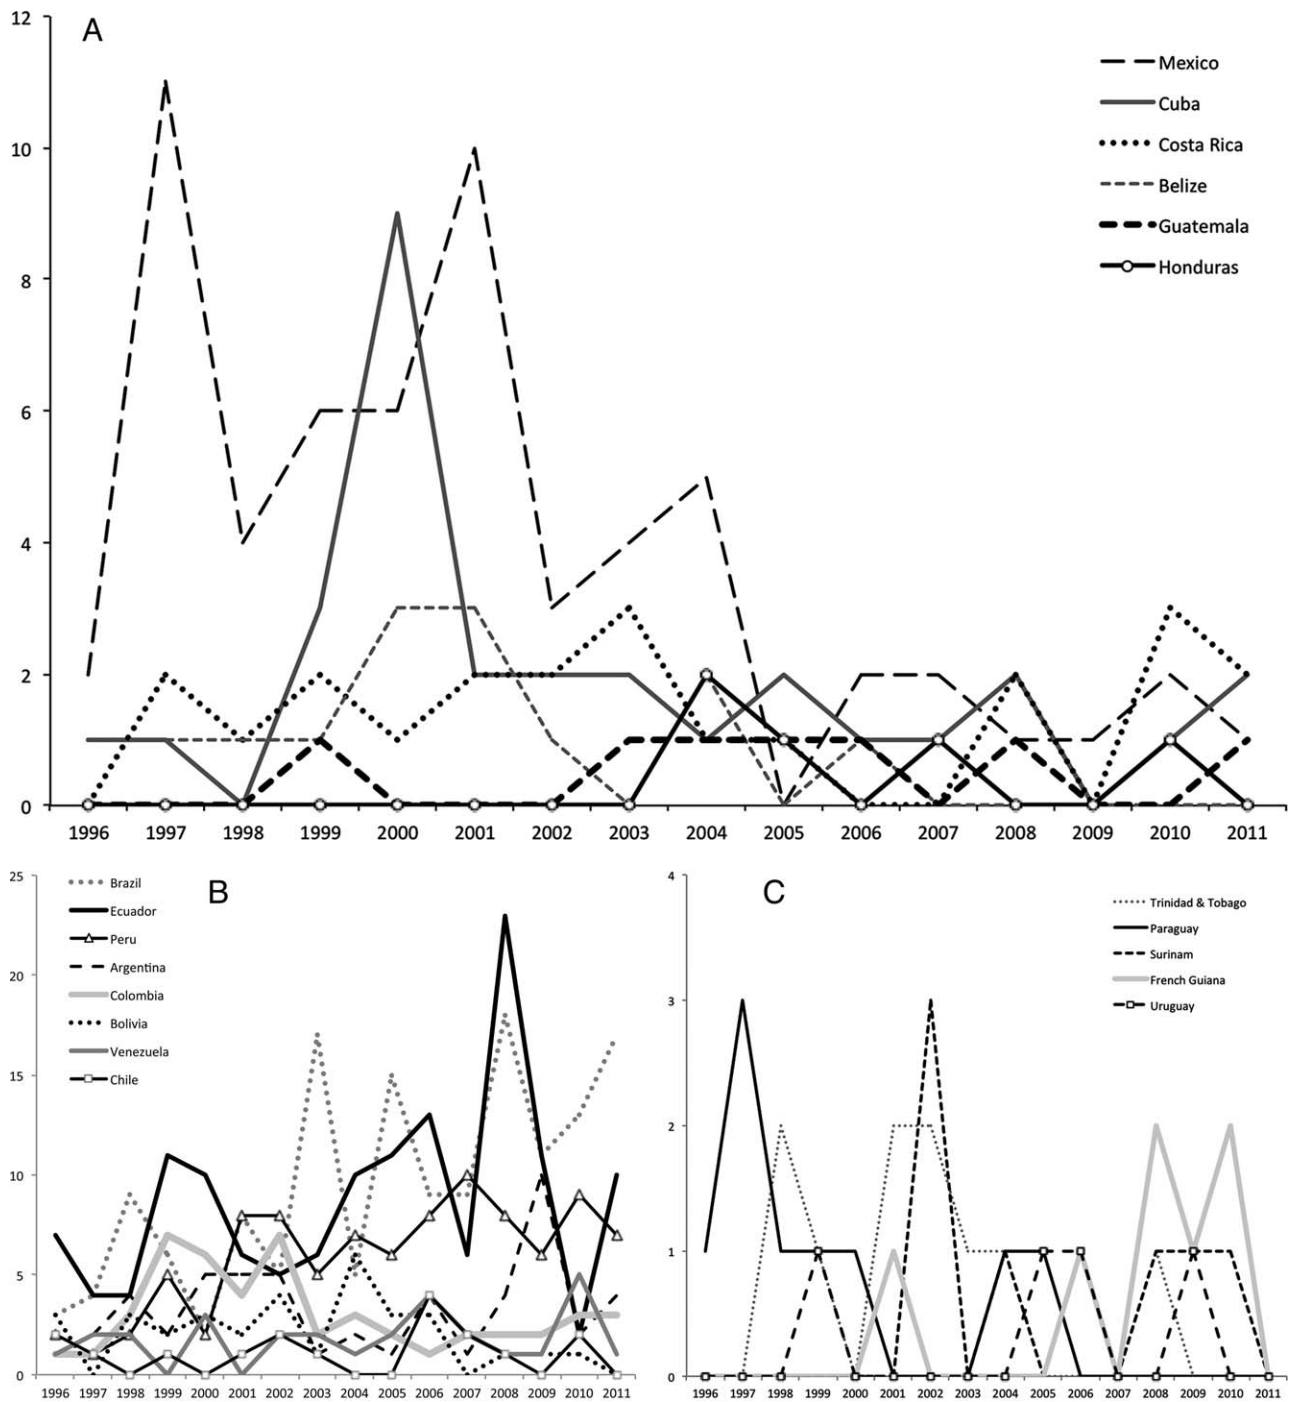 A
12
10
8
6
4
2
0
Mexico
Cuba
Costa Rica
Belize
Guatemala
Honduras
1996 1997 1998 1999 2000 2001 2002 2003 2004 2005 2006 2007 2008 2009 2010 2011
B
25
20
15
10
5
0
Brazil
Ecuador
Peru
Argentina
Colombia
Bolivia
Venezuela
Chile
1996 1997 1998 1999 2000 2001 2002 2003 2004 2005 2006 2007 2008 2009 2010 2011
C
4
3
2
1
0
Trinidad & Tobago
Paraguay
Surinam
French Guiana
Uruguay
1996 1997 1998 1999 2000 2001 2002 2003 2004 2005 2006 2007 2008 2009 2010 2011